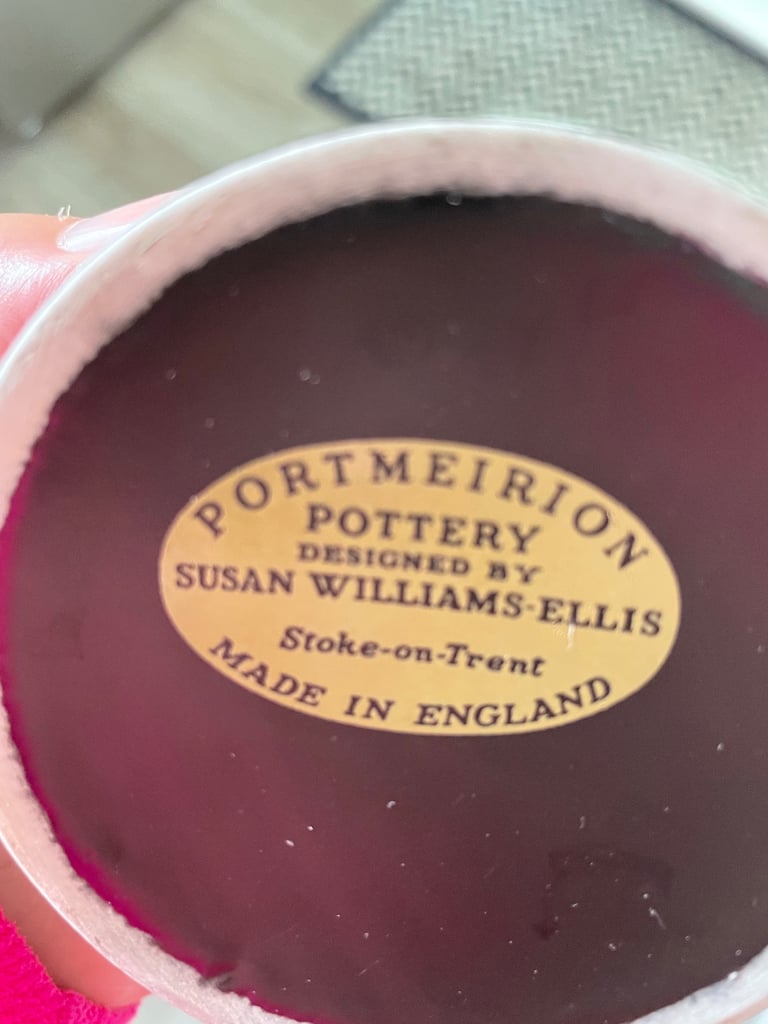 PORTMEIRION
POTTERY
DESIGNED BY
SUSAN WILLIAMS-ELLIS
Stoke-on-Trent
MADE IN ENGLAND